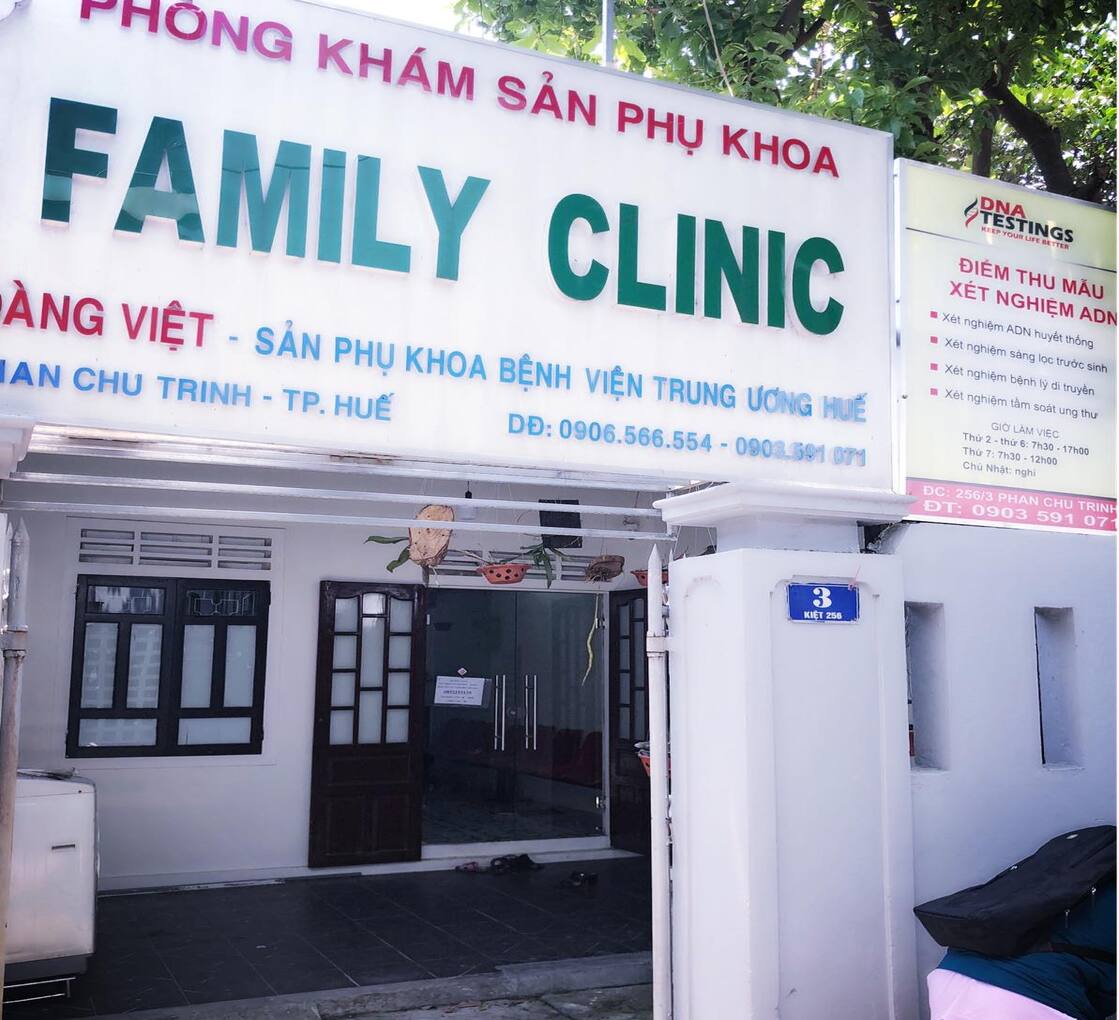 PHÒNG KHÁM SẢN PHỤ KHOA
FAMILY CLINIC
VIỆT - SẢN PHỤ KHOA BỆNH VIỆN TRUNG ƯƠNG HUẾ
CHU TRINH - TP. HUẾ
DĐ: 0906.566.554 - 0903.591 071
DNA
TESTINGS
KEEP YOUR LIFE BETTER
ĐIỂM THU MẪU
XÉT NGHIỆM ADN
Xét nghiệm ADN huyết thống
Xét nghiệm sàng lọc trước sinh
Xét nghiệm bệnh lý di truyền
Xét nghiệm tầm soát ung thư
GIỜ LÀM VIỆC
Thứ 2 - thứ 6: 7h30 - 17h00
Thứ 7: 7h30 - 12h00
Chủ Nhật: nghỉ
ĐC: 256/3 PHAN CHU TRINH
ĐT: 0903 591 071
3
KIỆT 256